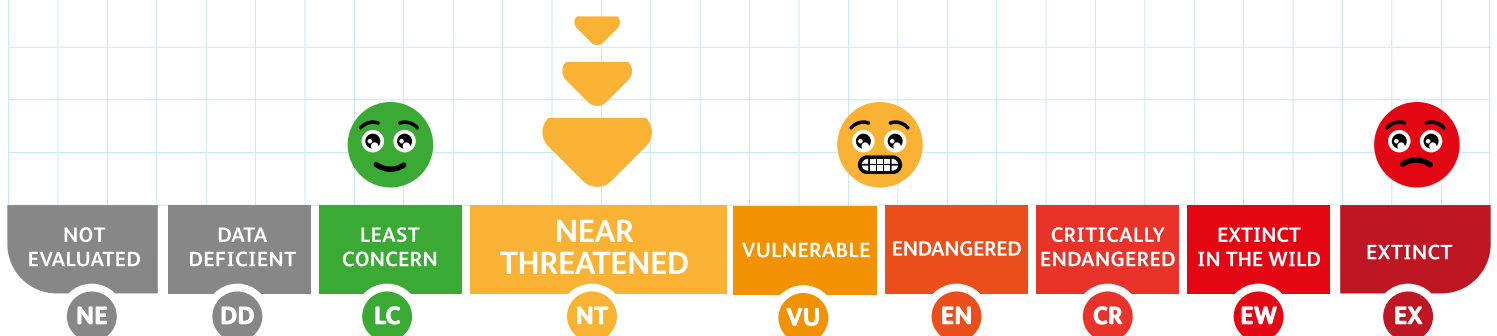 NOT
EVALUATED
DATA
DEFICIENT
LEAST
CONCERN
NEAR
THREATENED
VULNERABLE
ENDANGERED
CRITICALLY
ENDANGERED
EXTINCT
IN THE WILD
EXTINCT
NE
DD
LC
NT
VU
EN
CR
EW
EX